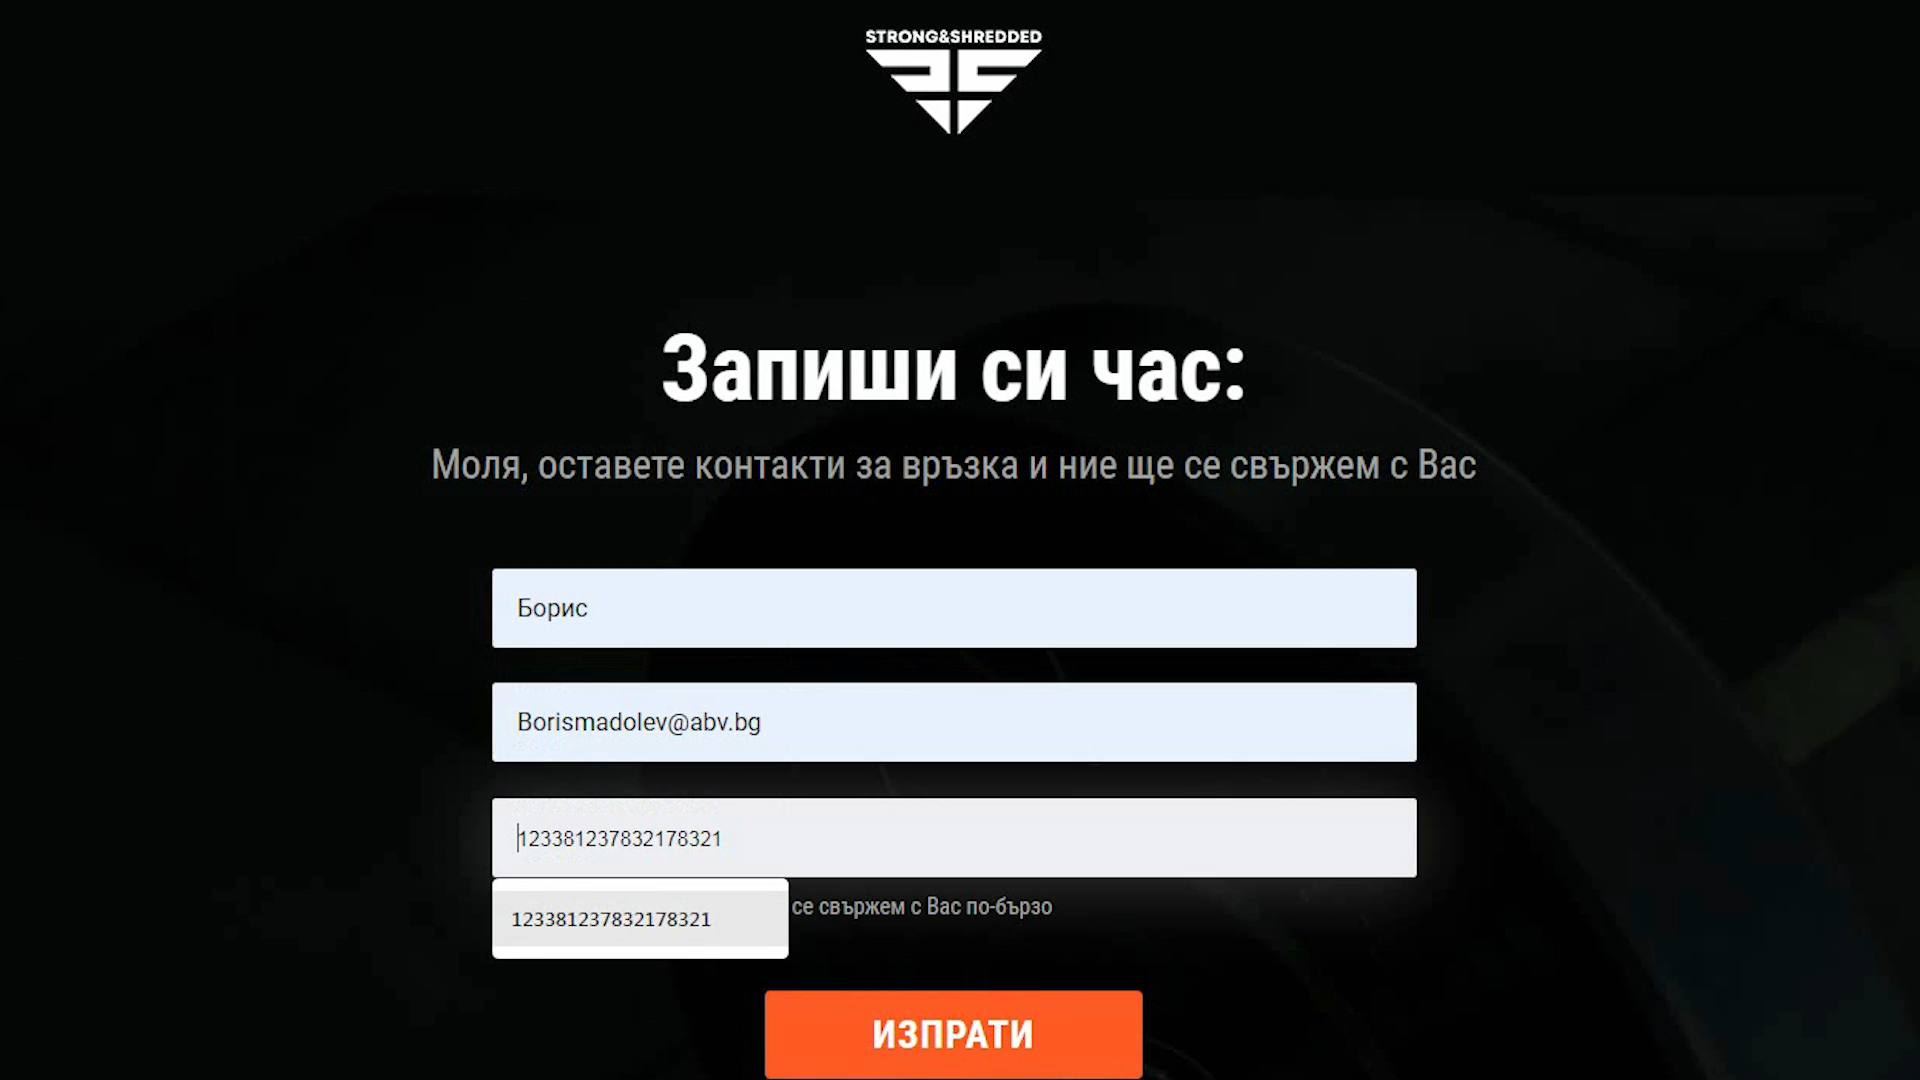 STRONG&SHREDDED
Запиши си час:
Моля, оставете контакти за връзка и ние ще се свържем с Вас
Борис
Borismadolev@abv.bg
123381237832178321
123381237832178321
се свържем с Вас по-бързо
ИЗПРАТИ